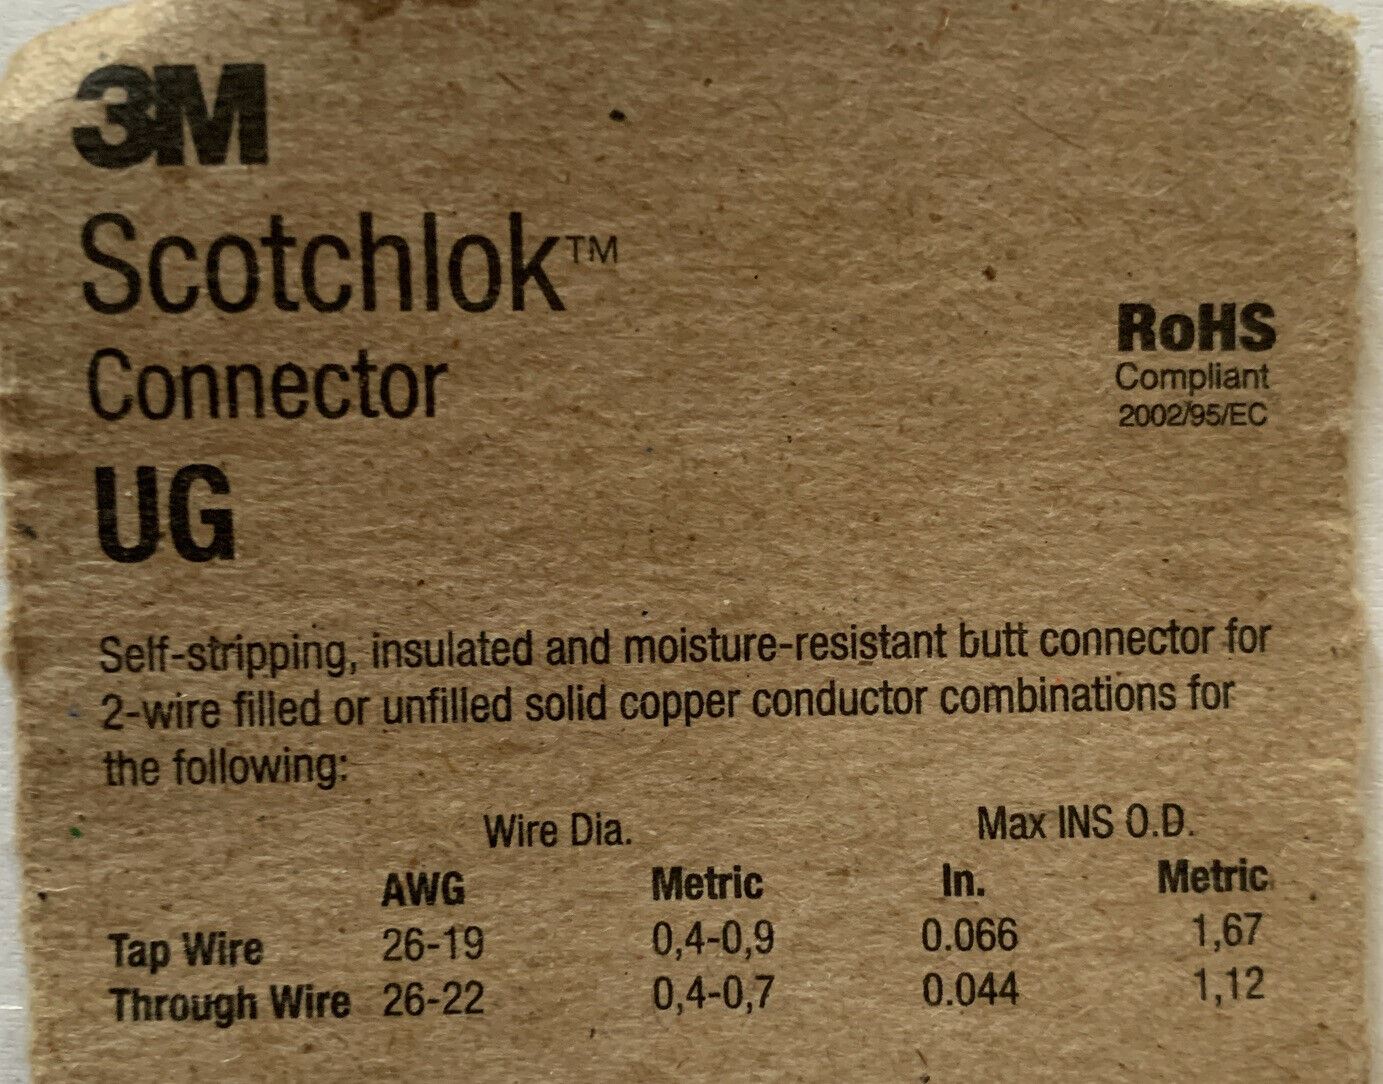 3M
Scotchlok™
Connector
UG
RoHS
Compliant
2002/95/EC
Self-stripping, insulated and moisture-resistant butt connector for
2-wire filled or unfilled solid copper conductor combinations for
the following:
Wire Dia. Max INS O.D.
AWG Metric In. Metric
Tap Wire 26-19 0,4-0,9 0.066 1,67
Through Wire 26-22 0,4-0,7 0.044 1,12